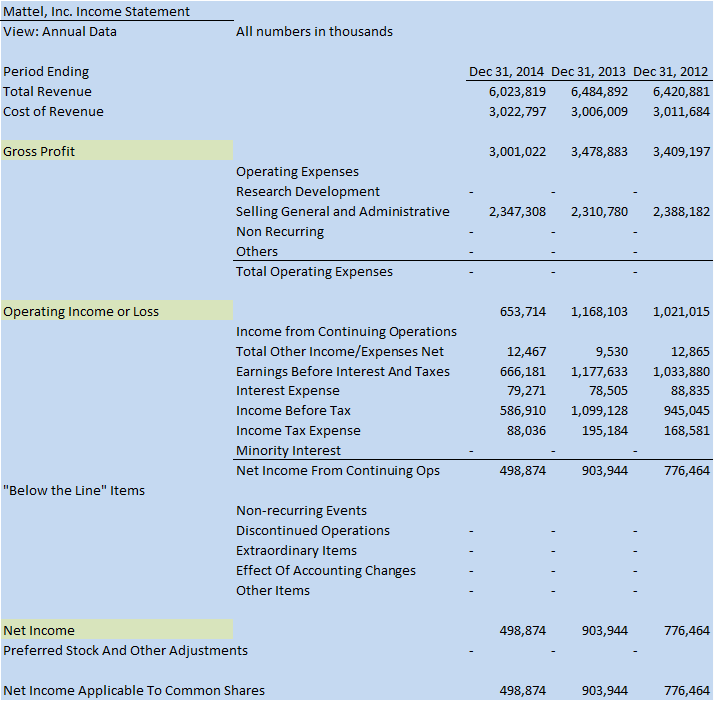 Mattel, Inc. Income Statement
View: Annual Data All numbers in thousands
Period Ending Dec 31, 2014 Dec 31, 2013 Dec 31, 2012
Total Revenue 6,023,819 6,484,892 6,420,881
Cost of Revenue 3,022,797 3,006,009 3,011,684
Gross Profit 3,001,022 3,478,883 3,409,197
Operating Expenses
Research Development - - -
Selling General and Administrative 2,347,308 2,310,780 2,388,182
Non Recurring - - -
Others - - -
Total Operating Expenses - - -
Operating Income or Loss 653,714 1,168,103 1,021,015
Income from Continuing Operations
Total Other Income/Expenses Net 12,467 9,530 12,865
Earnings Before Interest And Taxes 666,181 1,177,633 1,033,880
Interest Expense 79,271 78,505 88,835
Income Before Tax 586,910 1,099,128 945,045
Income Tax Expense 88,036 195,184 168,581
Minority Interest - - -
Net Income From Continuing Ops 498,874 903,944 776,464
"Below the Line" Items
Non-recurring Events
Discontinued Operations - - -
Extraordinary Items - - -
Effect Of Accounting Changes - - -
Other Items - - -
Net Income 498,874 903,944 776,464
Preferred Stock And Other Adjustments - - -
Net Income Applicable To Common Shares 498,874 903,944 776,464